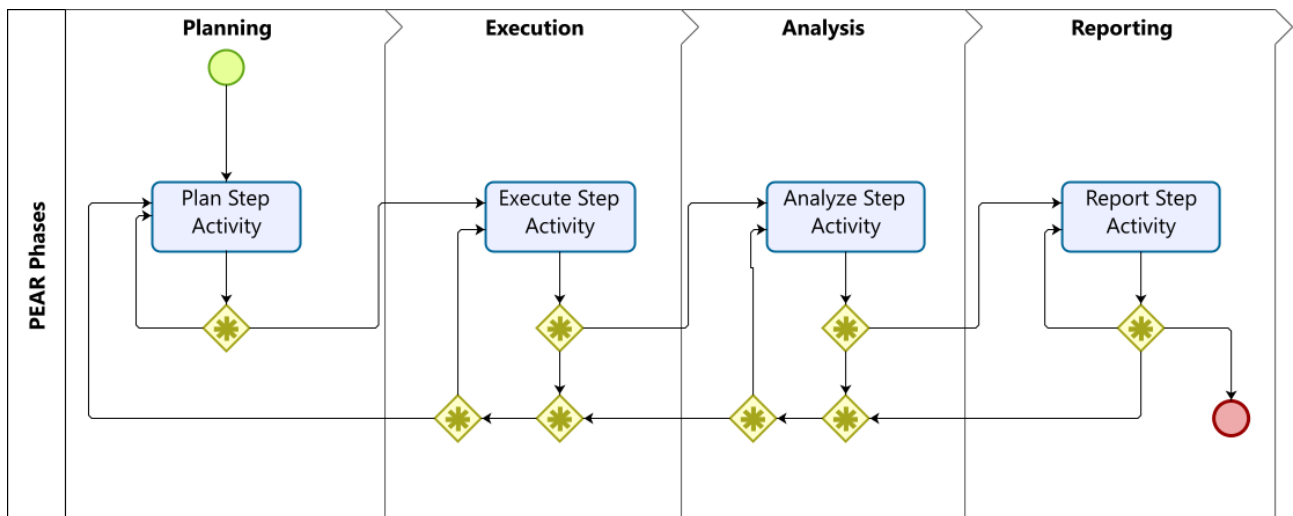 Planning
Execution
Analysis
Reporting
PEAR Phases
Plan Step
Activity
Execute Step
Activity
Analyze Step
Activity
Report Step
Activity